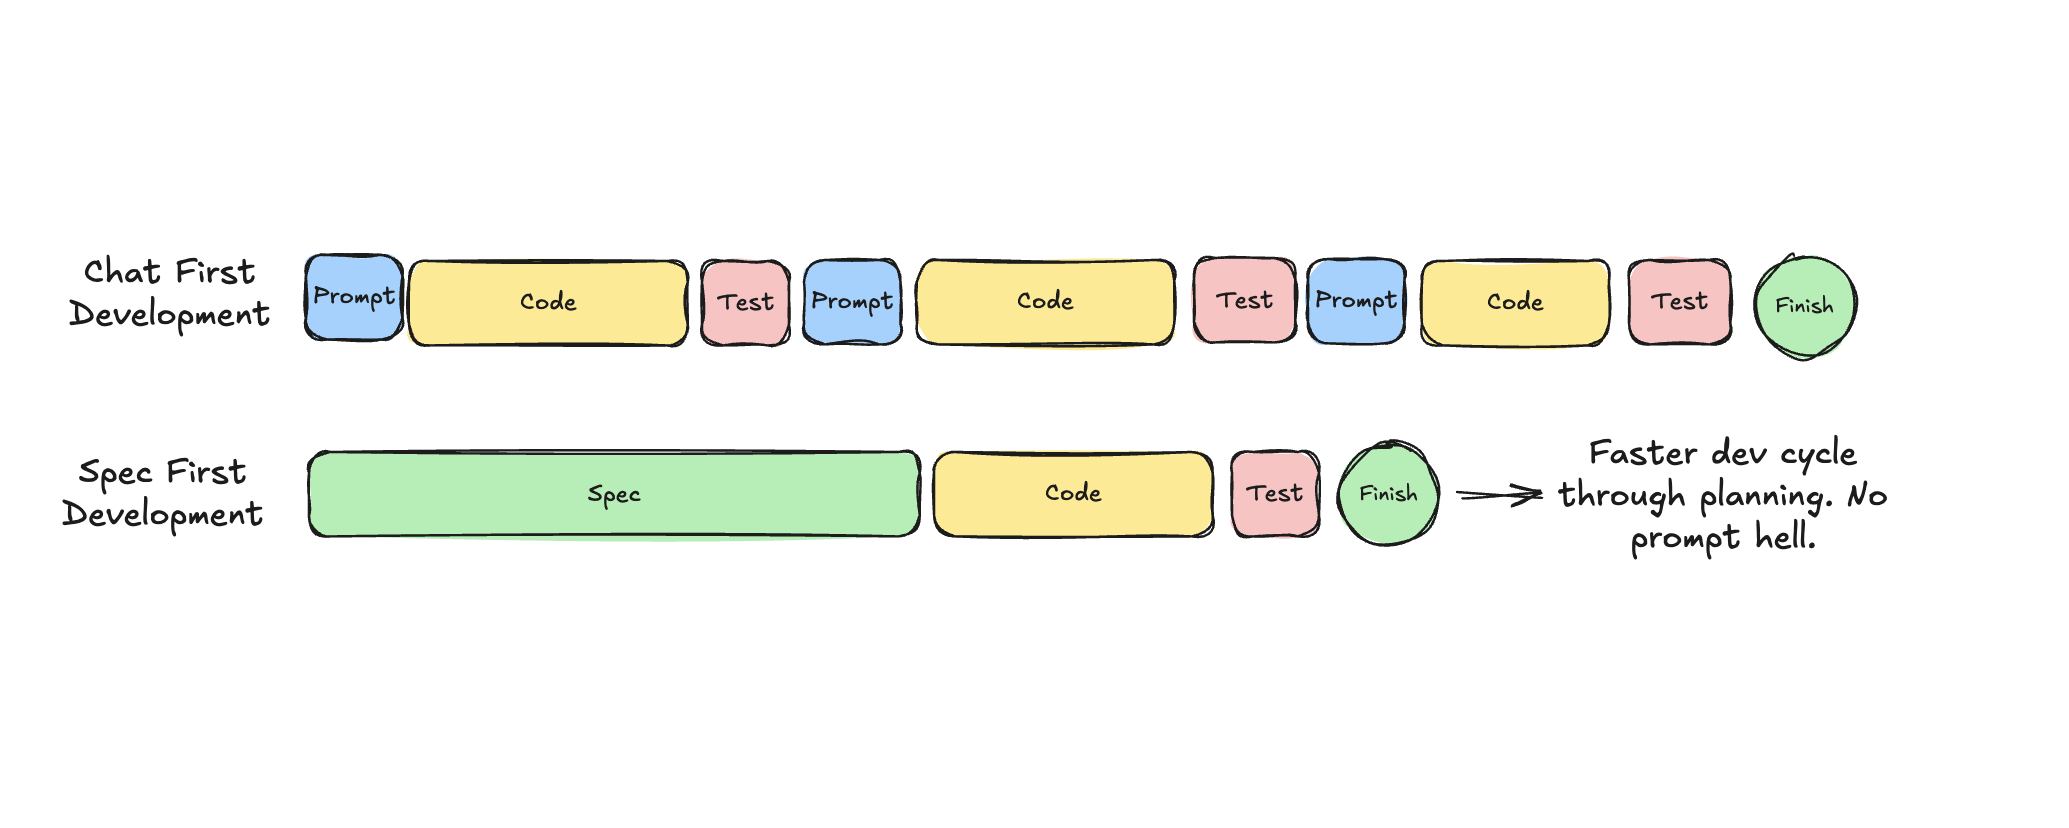 Chat First
Development
Prompt
Code
Test
Prompt
Code
Test
Prompt
Code
Test
Finish
Spec First
Development
Spec
Code
Test
Finish
Faster dev cycle
through planning. No
prompt hell.